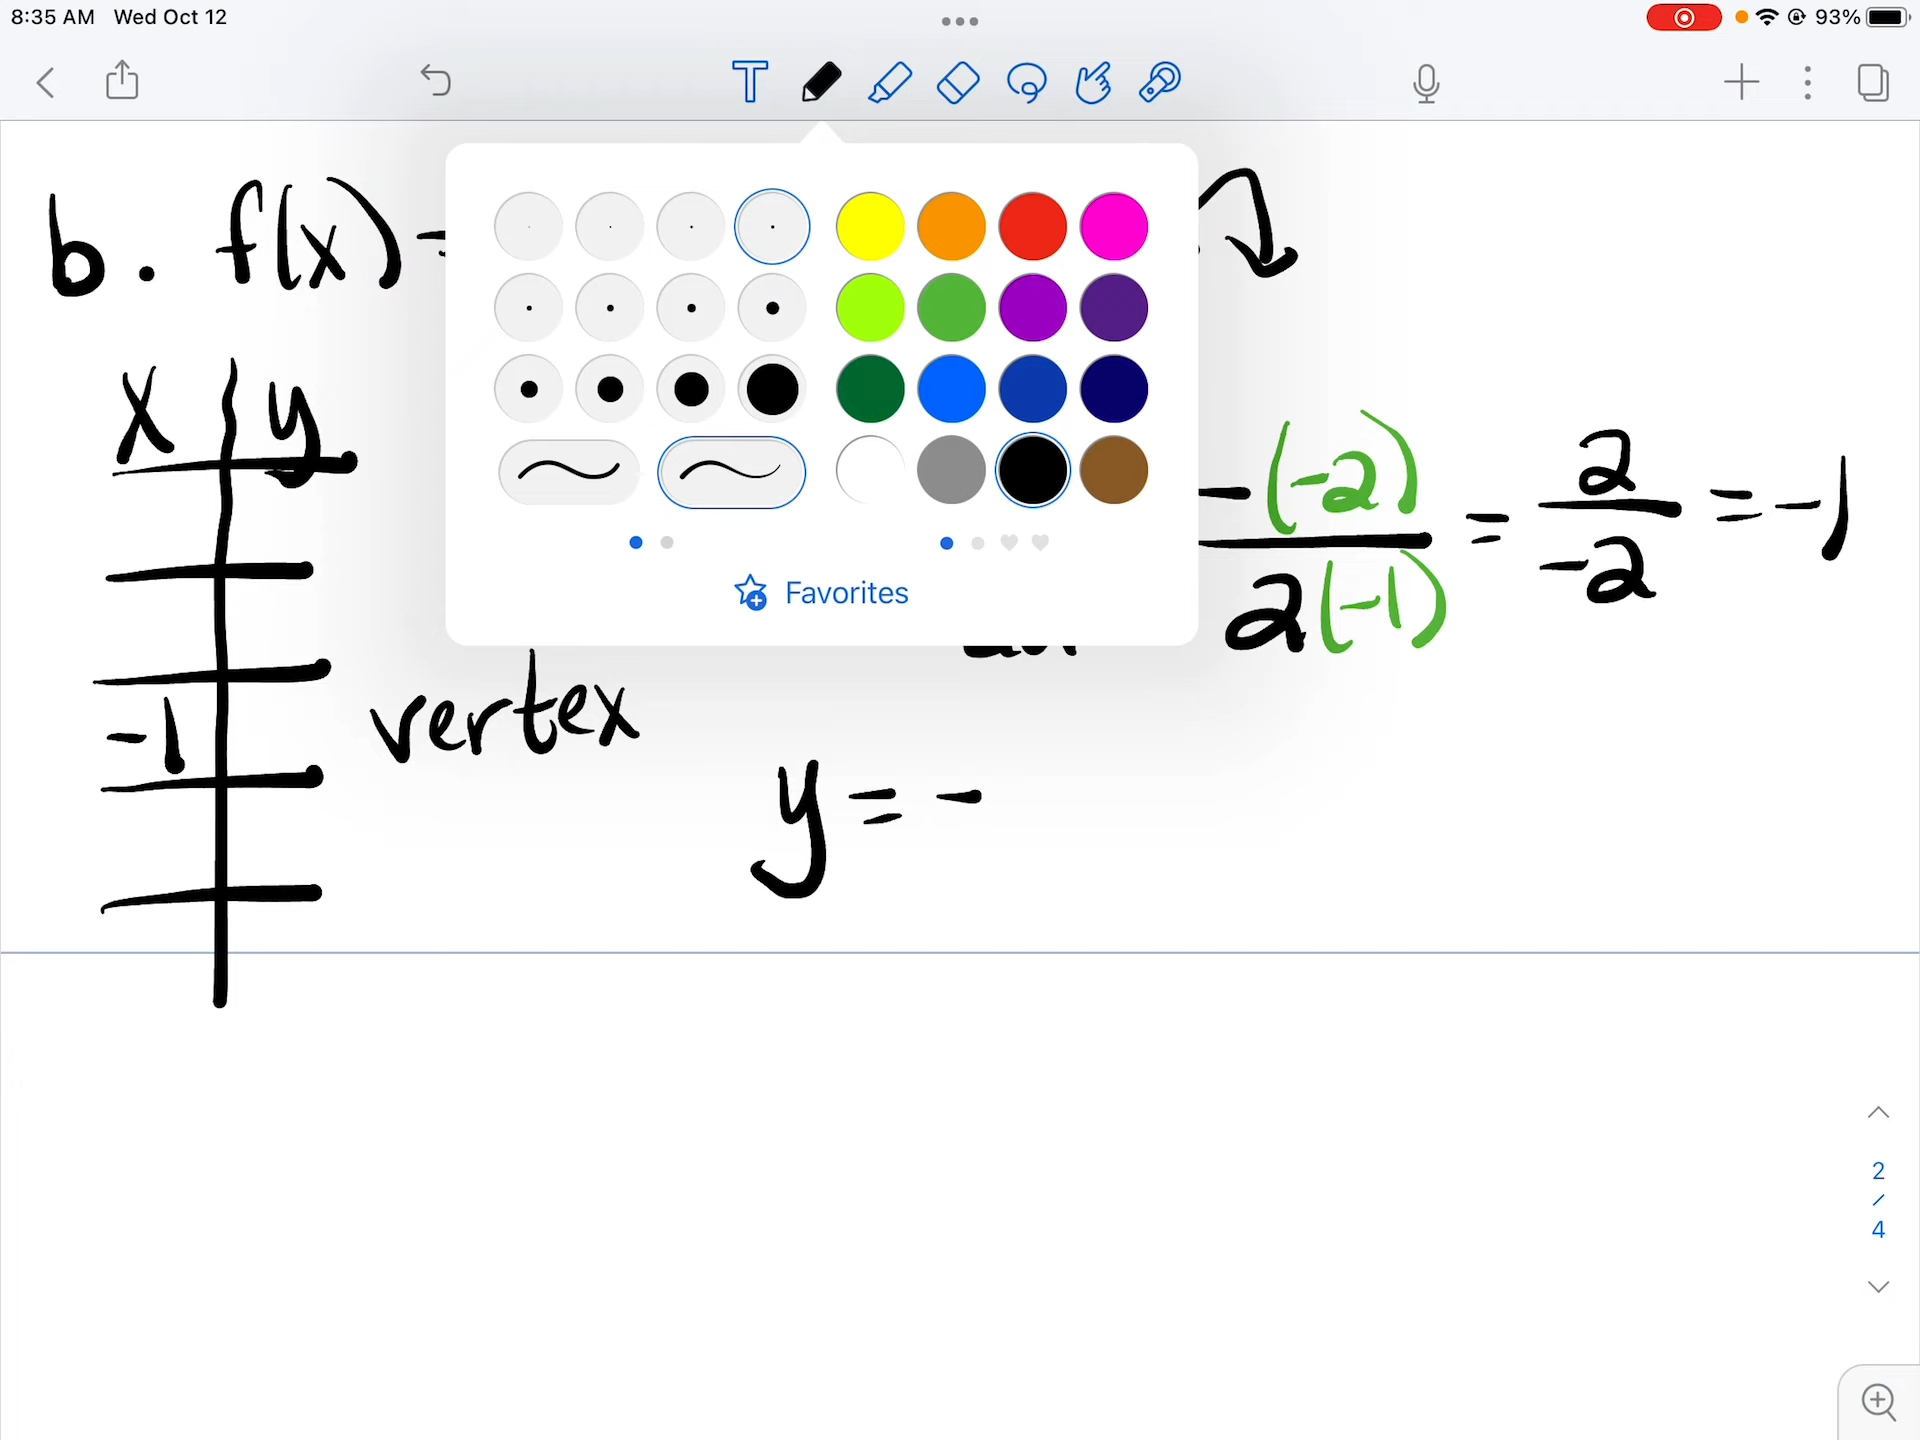 8:35 AM Wed Oct 12
93%
T
b. f(x) =
x y
-(-2) / 2(-1) = 2 / -2 = -1
Favorites
-1 vertex
y = -
2
/
4